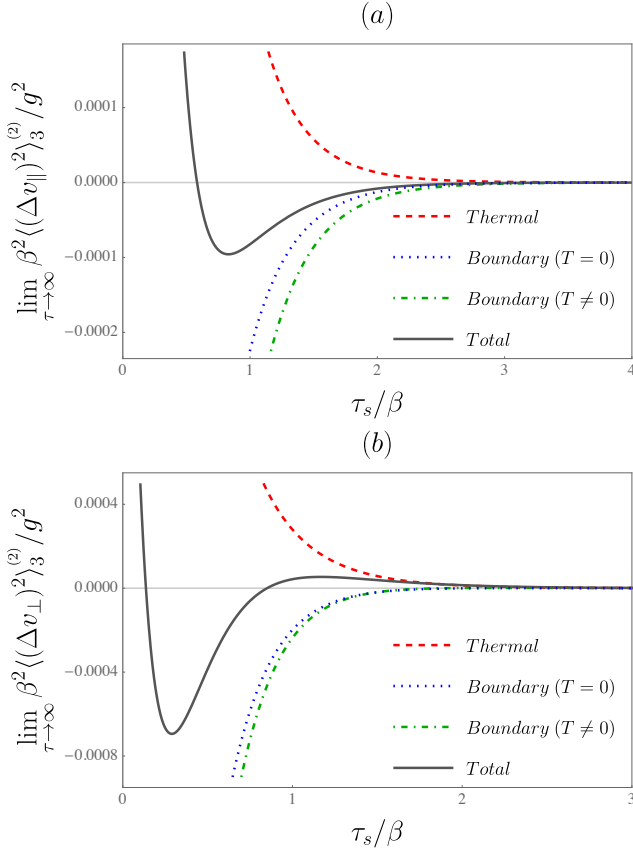 (a)
lim τ→∞ β²⟨(Δv∥)²⟩₃⁽²⁾/g²
0.0001
0.0000
−0.0001
−0.0002
Thermal
Boundary (T = 0)
Boundary (T ≠ 0)
Total
0 1 2 3 4
τs/β
(b)
lim τ→∞ β²⟨(Δv⊥)²⟩₃⁽²⁾/g²
0.0004
0.0000
−0.0004
−0.0008
Thermal
Boundary (T = 0)
Boundary (T ≠ 0)
Total
0 1 2 3
τs/β